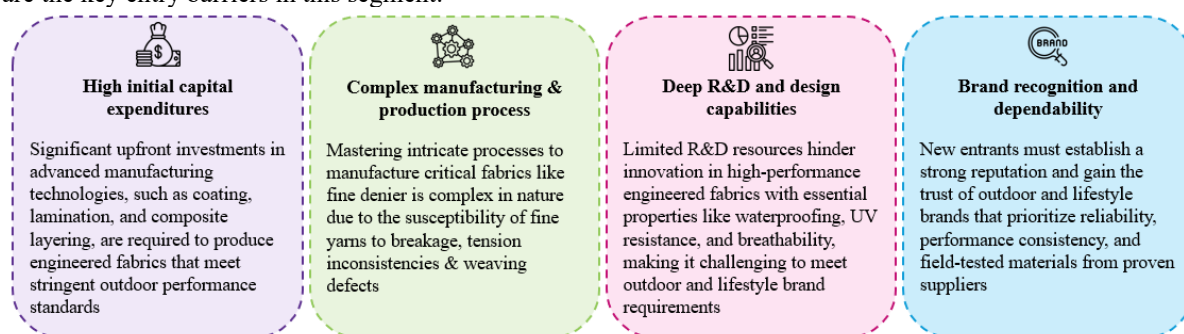 are the key entry barriers in this segment.
High initial capital
expenditures
Significant upfront investments in
advanced manufacturing
technologies, such as coating,
lamination, and composite
layering, are required to produce
engineered fabrics that meet
stringent outdoor performance
standards
Complex manufacturing &
production process
Mastering intricate processes to
manufacture critical fabrics like
fine denier is complex in nature
due to the susceptibility of fine
yarns to breakage, tension
inconsistencies & weaving
defects
Deep R&D and design
capabilities
Limited R&D resources hinder
innovation in high-performance
engineered fabrics with essential
properties like waterproofing, UV
resistance, and breathability,
making it challenging to meet
outdoor and lifestyle brand
requirements
BRAND
Brand recognition and
dependability
New entrants must establish a
strong reputation and gain the
trust of outdoor and lifestyle
brands that prioritize reliability,
performance consistency, and
field-tested materials from proven
suppliers